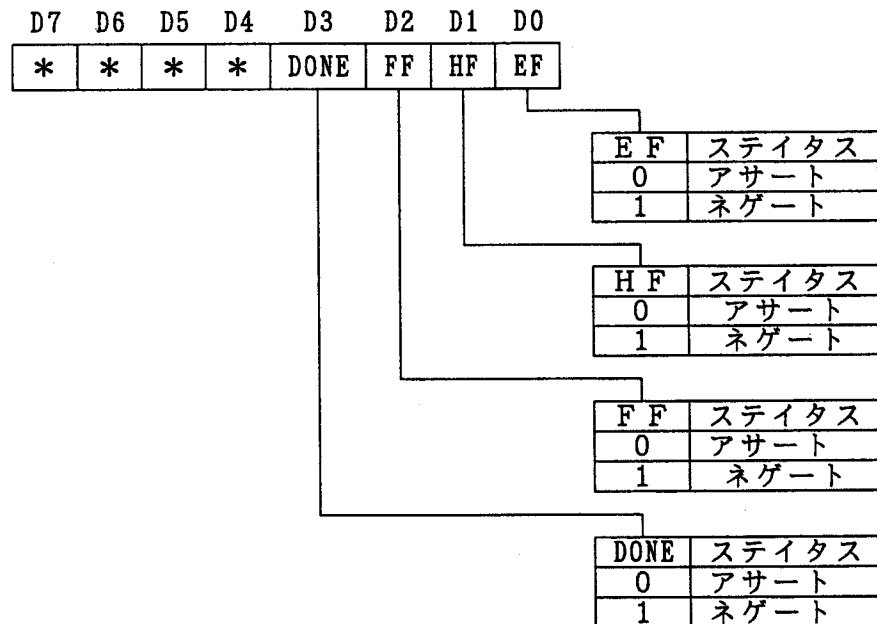 D7 D6 D5 D4 D3 D2 D1 D0
* * * * DONE FF HF EF
EF ステイタス
0 アサート
1 ネゲート
HF ステイタス
0 アサート
1 ネゲート
FF ステイタス
0 アサート
1 ネゲート
DONE ステイタス
0 アサート
1 ネゲート